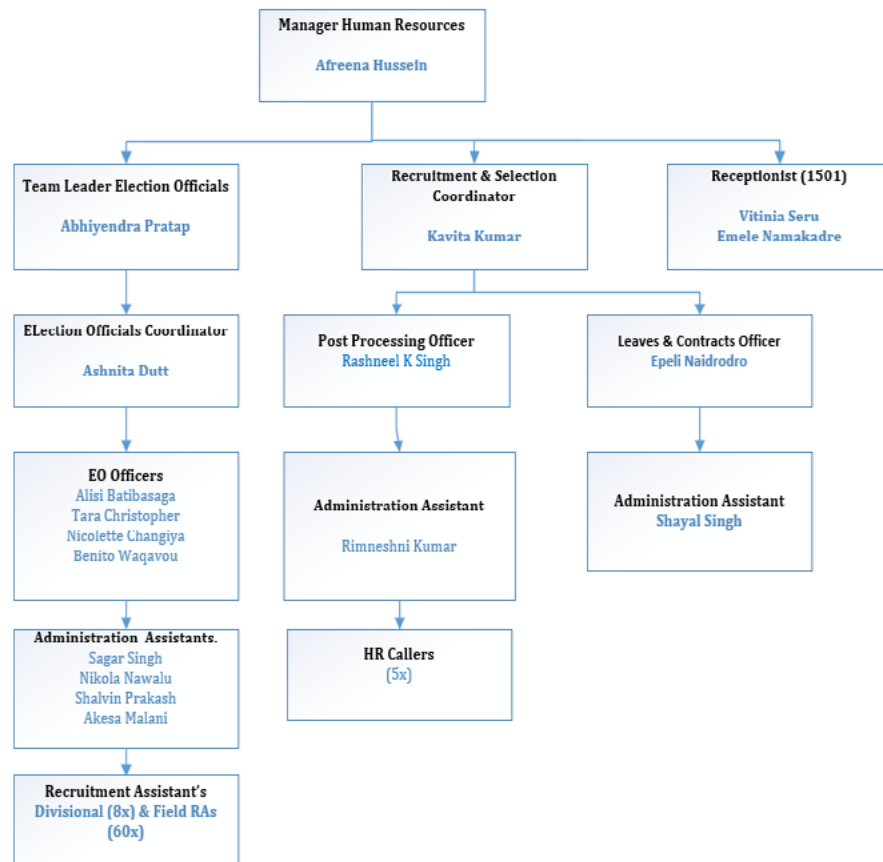 Manager Human Resources
Afreena Hussein
Team Leader Election Officials
Abhiyendra Pratap
Recruitment & Selection
Coordinator
Kavita Kumar
Receptionist (1501)
Vitinia Seru
Emele Namakadre
ELection Officials Coordinator
Ashnita Dutt
Post Processing Officer
Rashneel K Singh
Leaves & Contracts Officer
Epeli Naidrodro
EO Officers
Alisi Batibasaga
Tara Christopher
Nicolette Changiya
Benito Waqavou
Administration Assistant
Rimneshni Kumar
Administration Assistant
Shayal Singh
Administration Assistants.
Sagar Singh
Nikola Nawalu
Shalvin Prakash
Akesa Malani
HR Callers
(5x)
Recruitment Assistant's
Divisional (8x) & Field RAs
(60x)